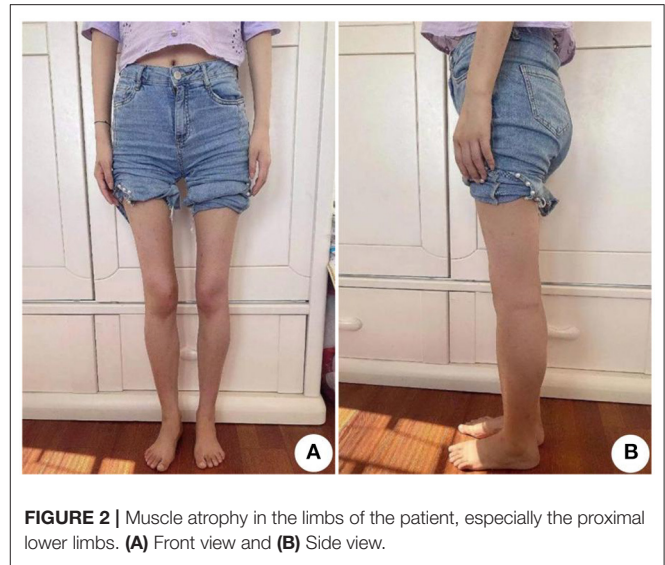 A
B
FIGURE 2 | Muscle atrophy in the limbs of the patient, especially the proximal
lower limbs. (A) Front view and (B) Side view.